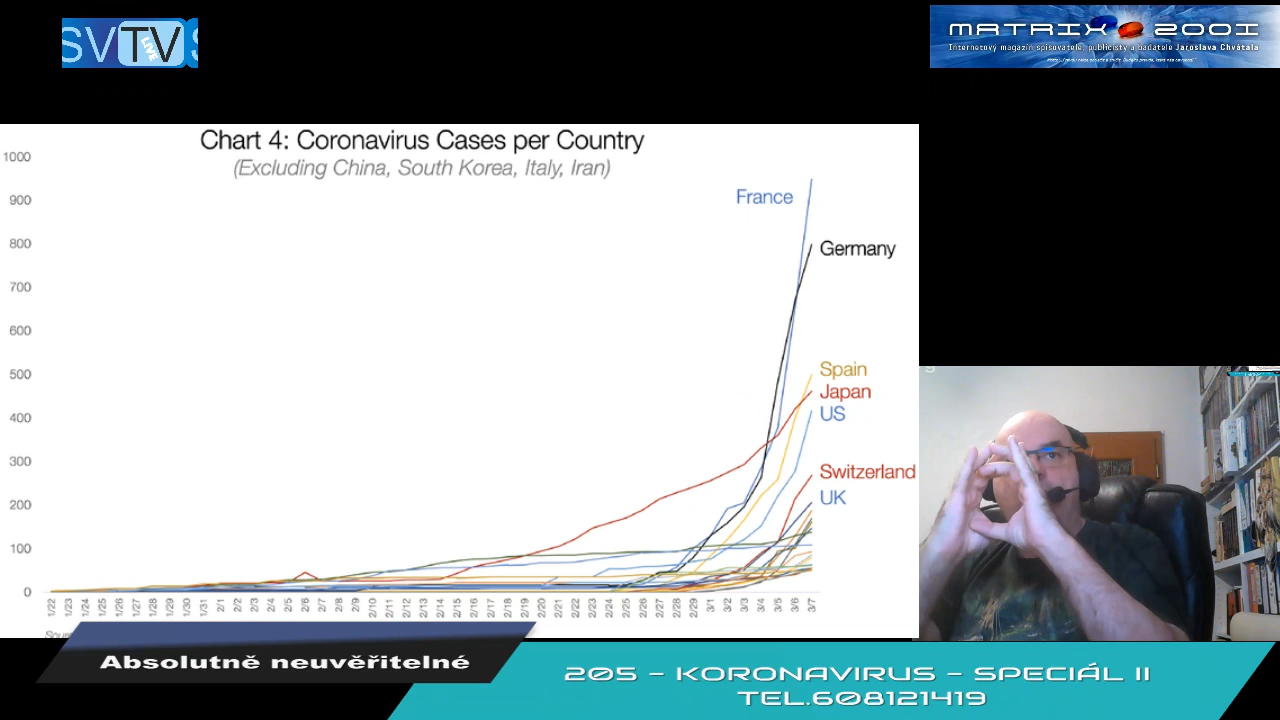 SVTV LIVE
MATRIX 2001
Internetový magazín spisovatele, publicisty a badatele Jaroslava Chvátala
Chart 4: Coronavirus Cases per Country
(Excluding China, South Korea, Italy, Iran)
1000
900
800
700
600
500
400
300
200
100
0
France
Germany
Spain
Japan
US
Switzerland
UK
1/22 1/23 1/24 1/25 1/26 1/27 1/28 1/29 1/30 1/31 2/1 2/2 2/3 2/4 2/5 2/6 2/7 2/8 2/9 2/10 2/11 2/12 2/13 2/14 2/15 2/16 2/17 2/18 2/19 2/20 2/21 2/22 2/23 2/24 2/25 2/26 2/27 2/28 2/29 3/1 3/2 3/3 3/4 3/5 3/6 3/7
Absolutně neuvěřitelné
205 - KORONAVIRUS - SPECIÁL II
TEL.608121419